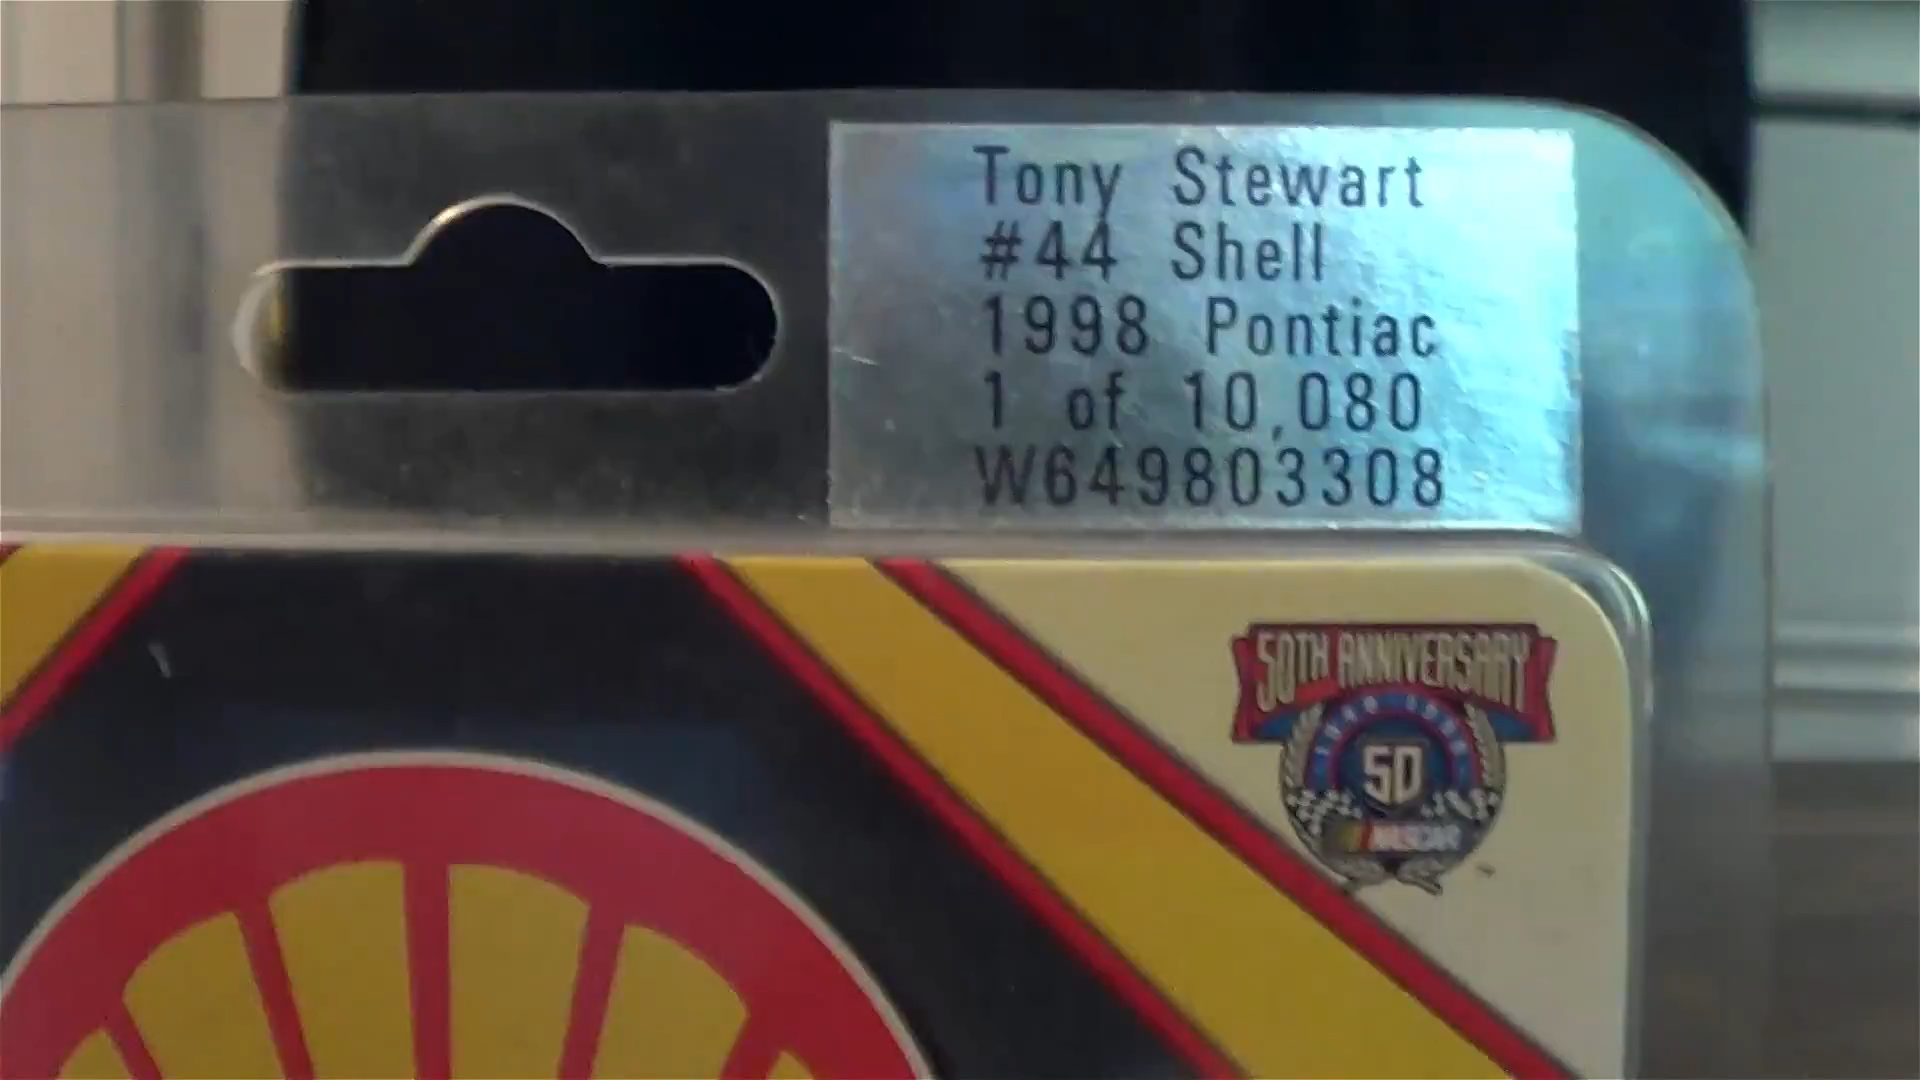 Tony Stewart
#44 Shell
1998 Pontiac
1 of 10,080
W649803308
50TH ANNIVERSARY
50
NASCAR